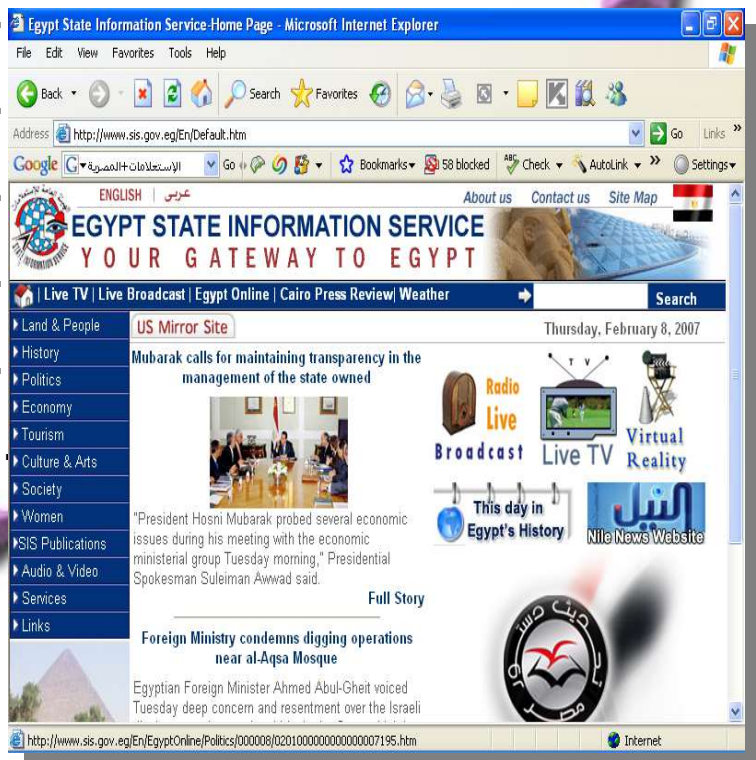 Egypt State Information Service-Home Page - Microsoft Internet Explorer
File Edit View Favorites Tools Help
Back Search Favorites
Address http://www.sis.gov.eg/En/Default.htm Go Links »
Google G الإستعلامات+المصرية Go Bookmarks 58 blocked ABC Check AutoLink » Settings
ENGLISH | عربى About us Contact us Site Map
EGYPT STATE INFORMATION SERVICE
YOUR GATEWAY TO EGYPT
| Live TV | Live Broadcast | Egypt Online | Cairo Press Review| Weather Search
Land & People
History
Politics
Economy
Tourism
Culture & Arts
Society
Women
SIS Publications
Audio & Video
Services
Links
US Mirror Site
Thursday, February 8, 2007
Mubarak calls for maintaining transparency in the
management of the state owned
"President Hosni Mubarak probed several economic
issues during his meeting with the economic
ministerial group Tuesday morning," Presidential
Spokesman Suleiman Awwad said.
Full Story
Foreign Ministry condemns digging operations
near al-Aqsa Mosque
Egyptian Foreign Minister Ahmed Abul-Gheit voiced
Tuesday deep concern and resentment over the Israeli
Radio
Live
Broadcast
TV
Live TV
Virtual
Reality
This day in
Egypt's History
النيل
Nile News Website
تحديث دستور
مصر
http://www.sis.gov.eg/En/EgyptOnline/Politics/000008/0201000000000000007195.htm Internet